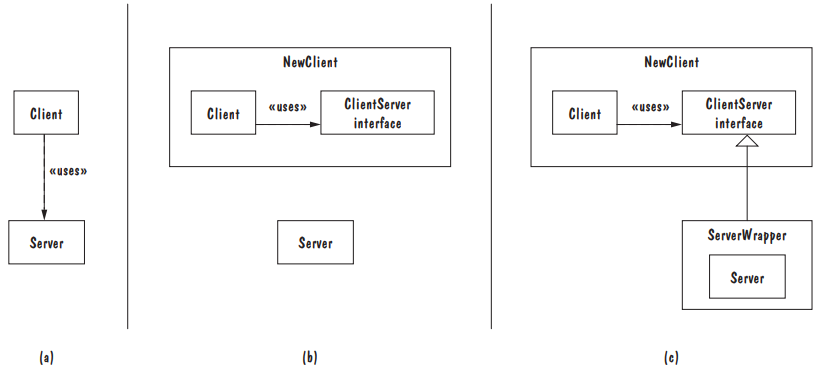 Client
«uses»
Server
(a)
NewClient
Client
«uses»
ClientServer
interface
Server
(b)
NewClient
Client
«uses»
ClientServer
interface
ServerWrapper
Server
(c)